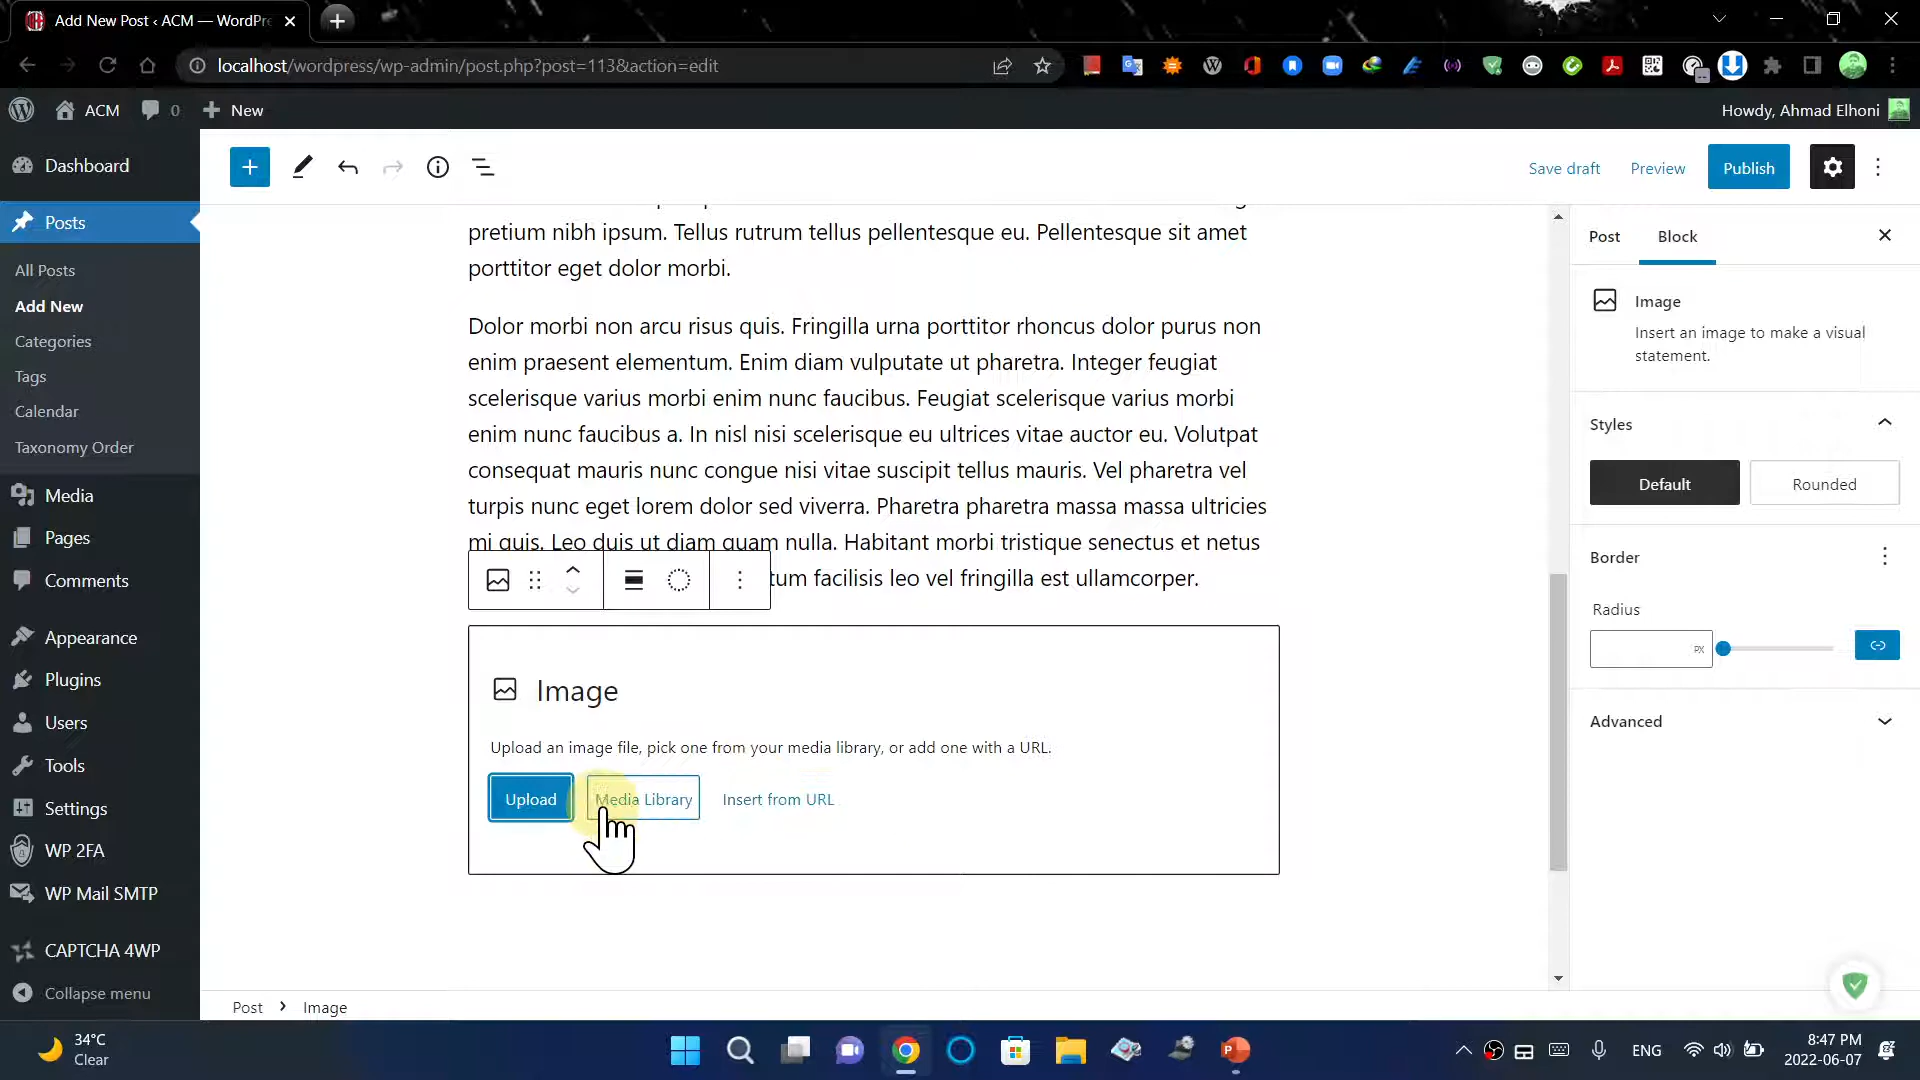 Add New Post ‹ ACM — WordPre
localhost/wordpress/wp-admin/post.php?post=113&action=edit
ACM
0
New
Howdy, Ahmad Elhoni
Dashboard
Posts
All Posts
Add New
Categories
Tags
Calendar
Taxonomy Order
Media
Pages
Comments
Appearance
Plugins
Users
Tools
Settings
WP 2FA
WP Mail SMTP
CAPTCHA 4WP
Collapse menu
Save draft
Preview
Publish
pretium nibh ipsum. Tellus rutrum tellus pellentesque eu. Pellentesque sit amet
porttitor eget dolor morbi.
Dolor morbi non arcu risus quis. Fringilla urna porttitor rhoncus dolor purus non
enim praesent elementum. Enim diam vulputate ut pharetra. Integer feugiat
scelerisque varius morbi enim nunc faucibus. Feugiat scelerisque varius morbi
enim nunc faucibus a. In nisl nisi scelerisque eu ultrices vitae auctor eu. Volutpat
consequat mauris nunc congue nisi vitae suscipit tellus mauris. Vel pharetra vel
turpis nunc eget lorem dolor sed viverra. Pharetra pharetra massa massa ultricies
mi quis. Leo duis ut diam quam nulla. Habitant morbi tristique senectus et netus
tum facilisis leo vel fringilla est ullamcorper.
Image
Upload an image file, pick one from your media library, or add one with a URL.
Upload
Media Library
Insert from URL
Post
Block
Image
Insert an image to make a visual
statement.
Styles
Default
Rounded
Border
Radius
PX
Advanced
Post
Image
34°C
Clear
ENG
8:47 PM
2022-06-07